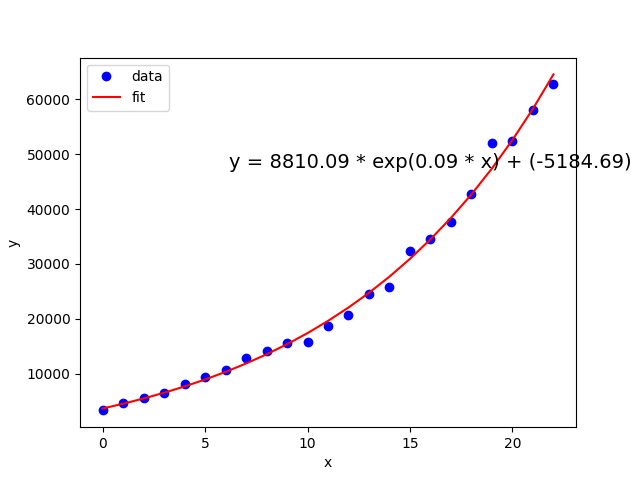 data
fit
y = 8810.09 * exp(0.09 * x) + (-5184.69)
60000
50000
40000
30000
20000
10000
y
0 5 10 15 20
x